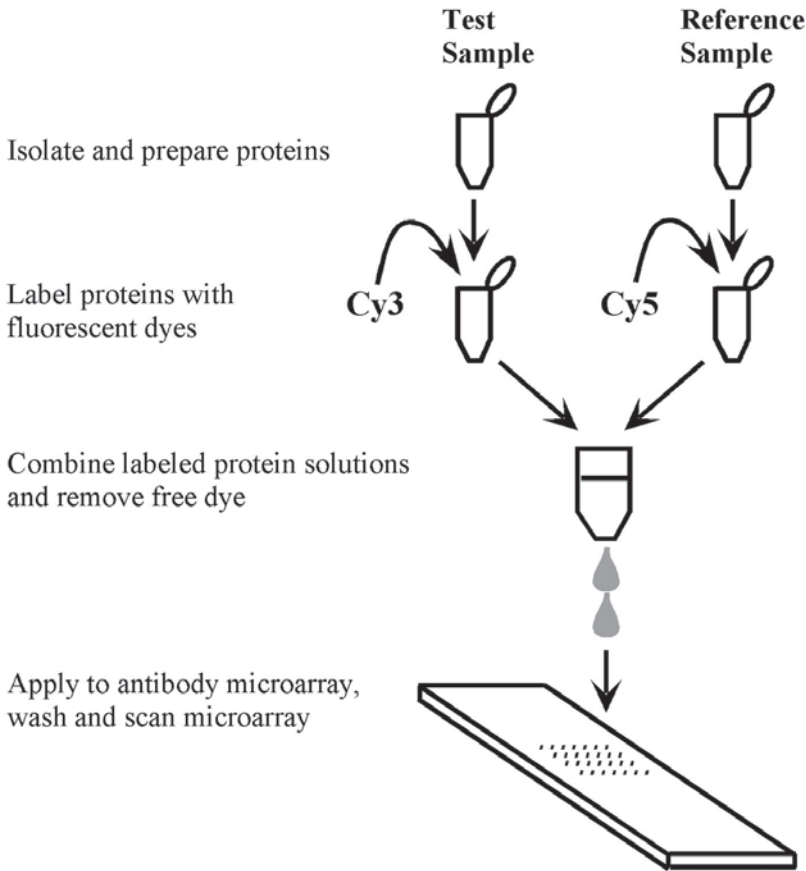 Test
Sample
Reference
Sample
Isolate and prepare proteins
Label proteins with
fluorescent dyes
Cy3
Cy5
Combine labeled protein solutions
and remove free dye
Apply to antibody microarray,
wash and scan microarray